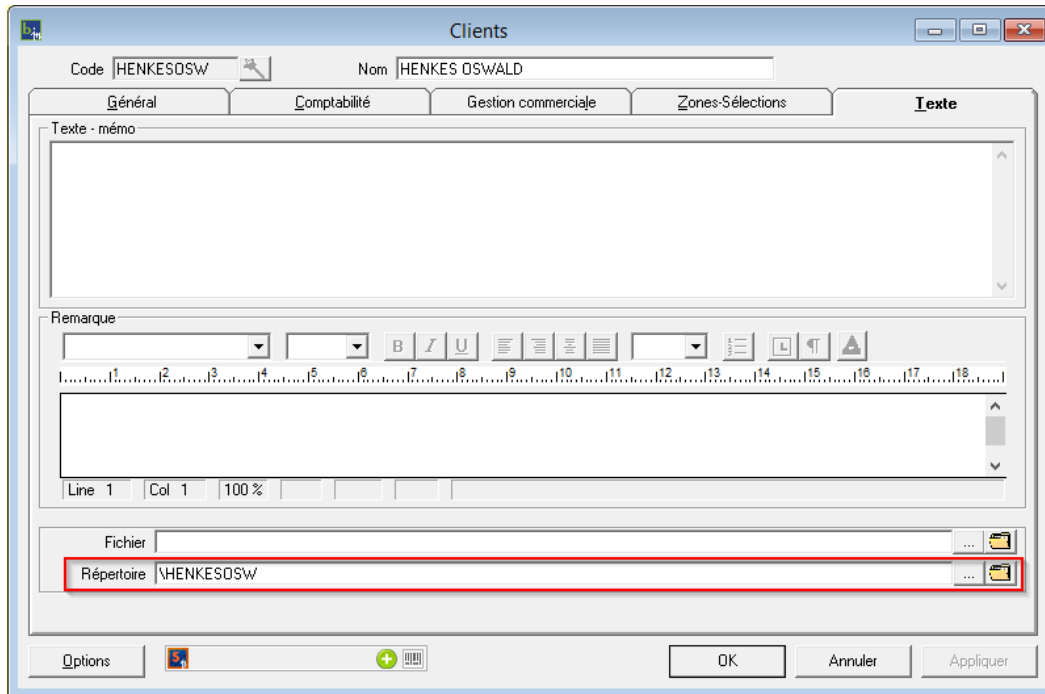 Clients
Code HENKESOSW Nom HENKES OSWALD
Général Comptabilité Gestion commerciale Zones-Sélections Texte
Texte - mémo
Remarque
B I U
1 2 3 4 5 6 7 8 9 10 11 12 13 14 15 16 17 18
Line 1 Col 1 100 %
Fichier ...
Répertoire \HENKESOSW ...
Options OK Annuler Appliquer